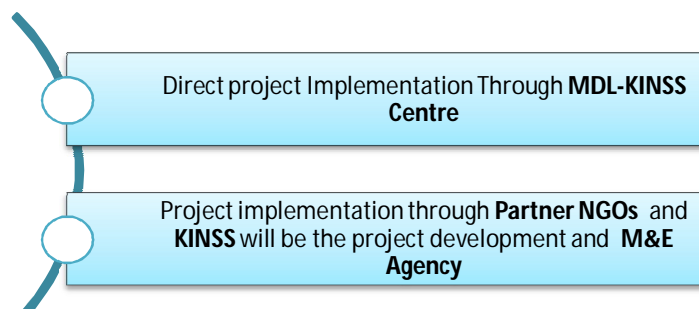 Direct project Implementation Through MDL-KINSS
Centre
Project implementation through Partner NGOs and
KINSS will be the project development and M&E
Agency